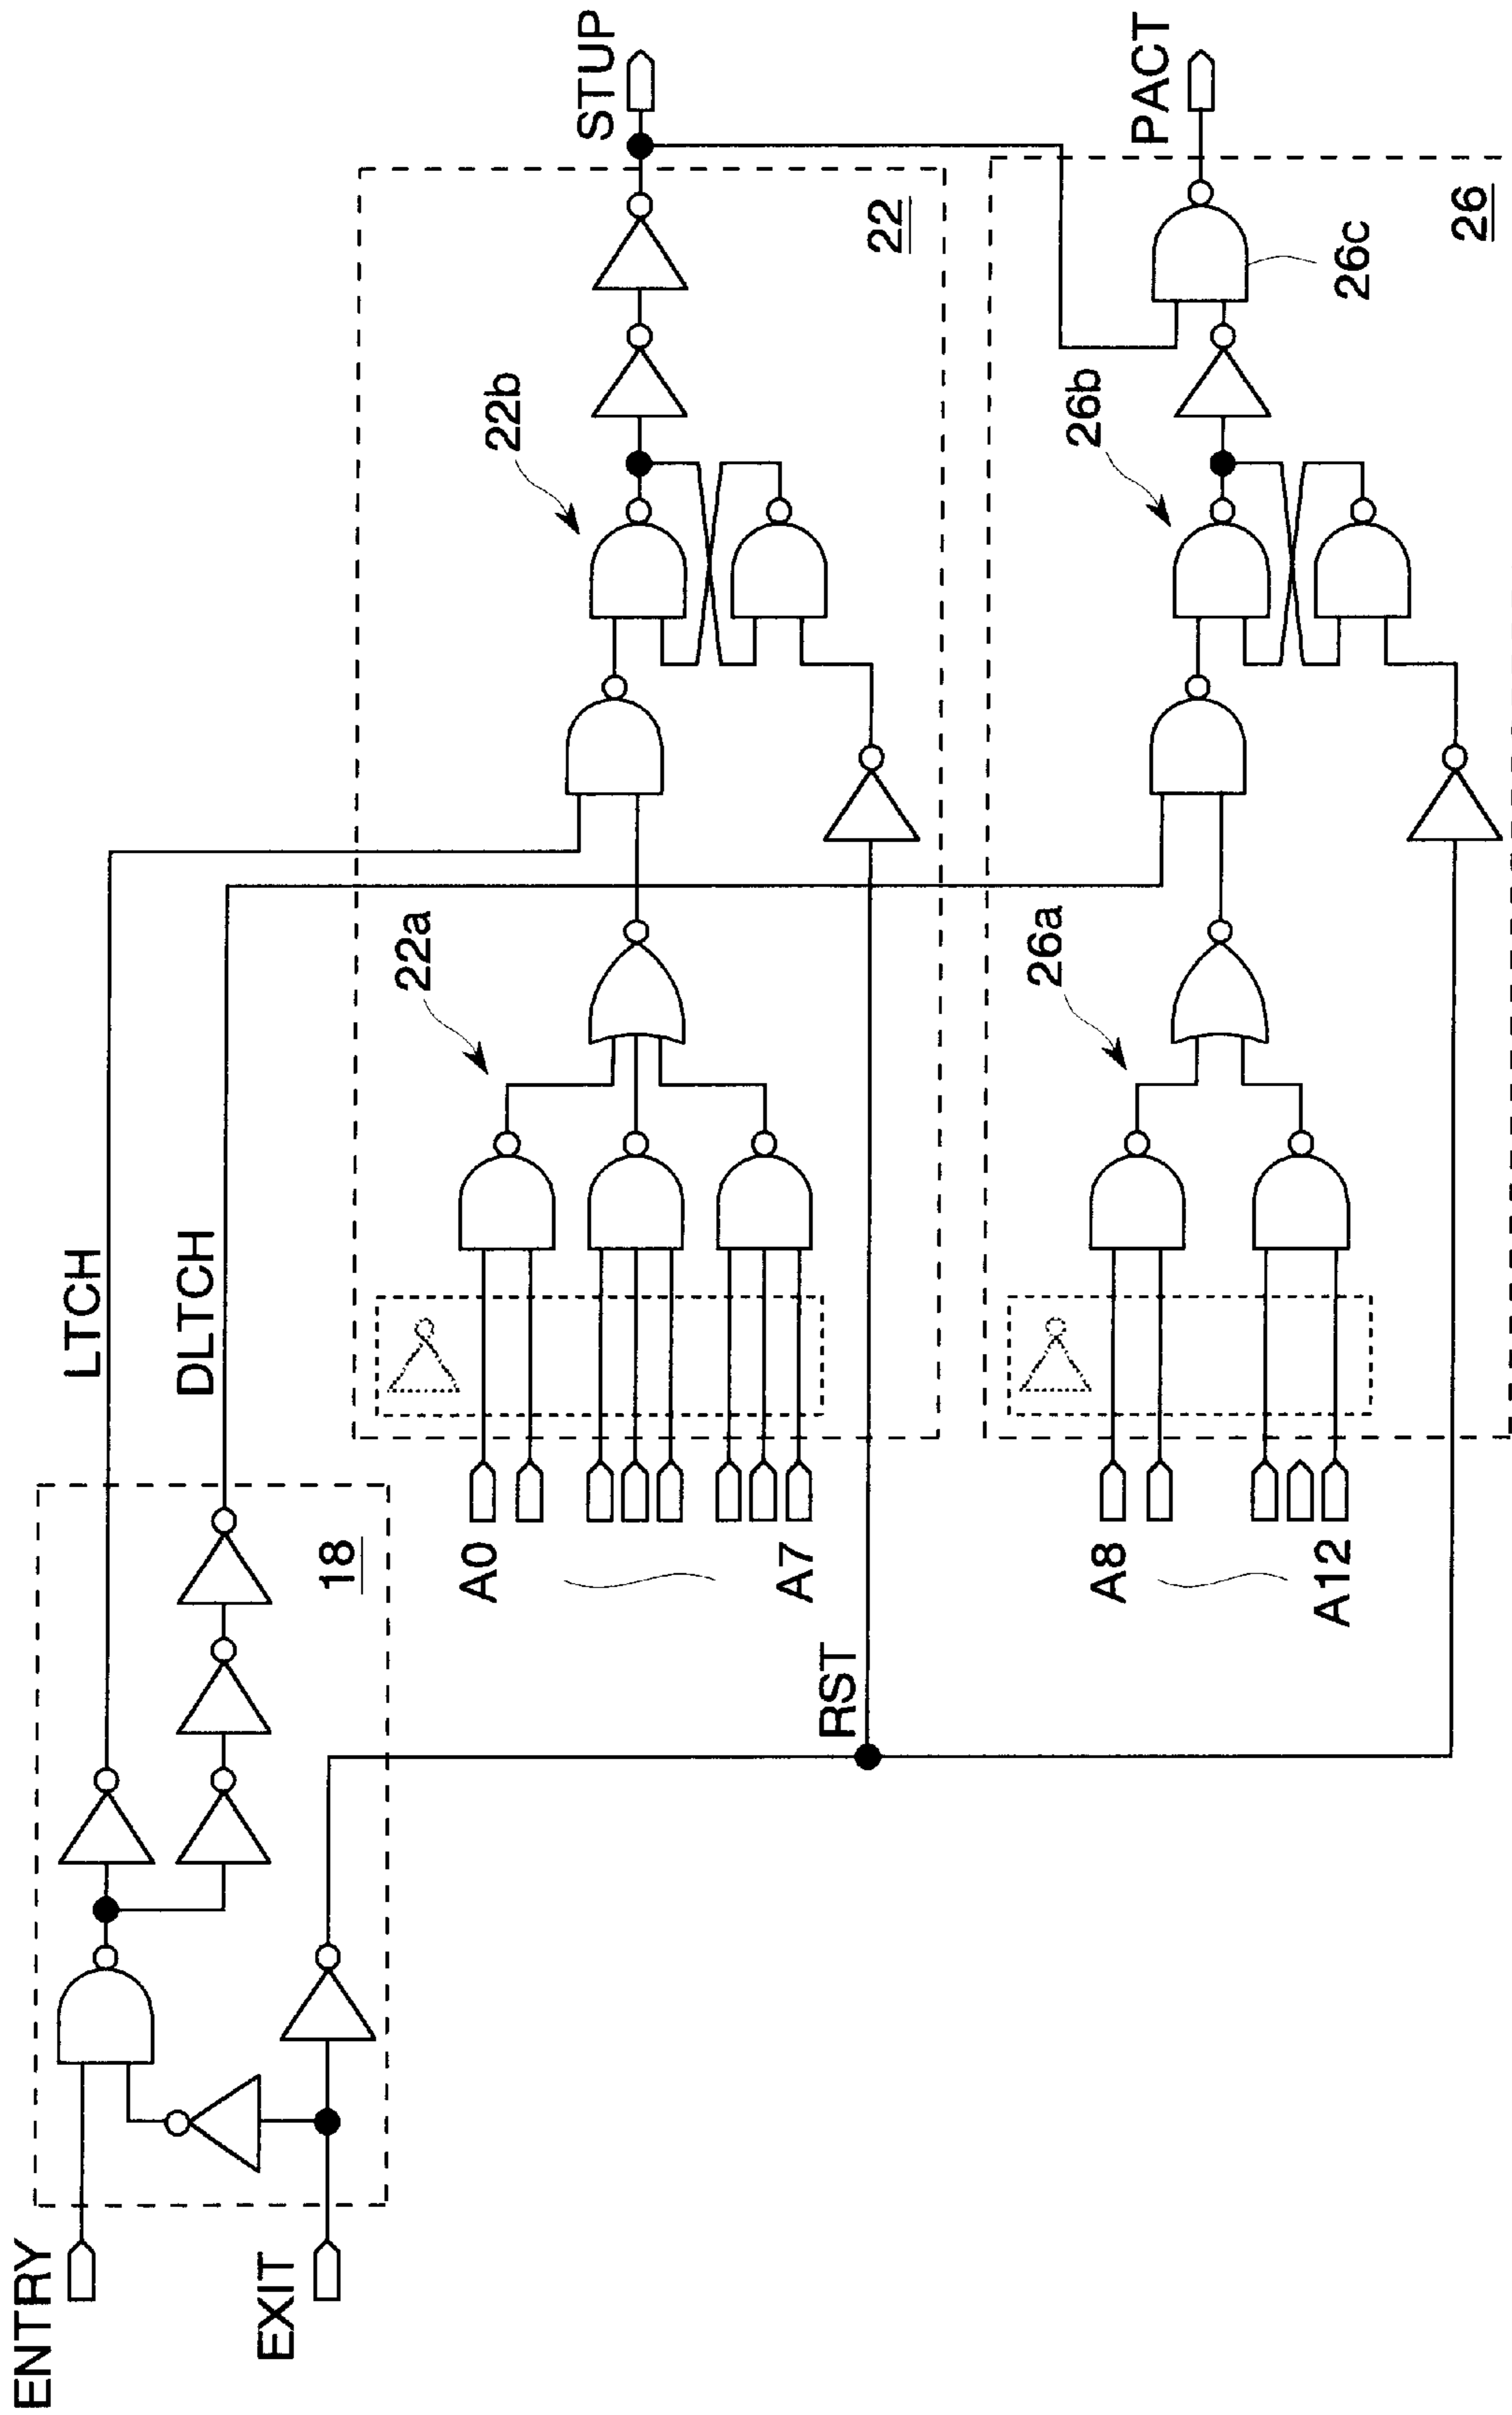 ENTRY
EXIT
18
LTCH
DLTCH
RST
A0
A7
22a
22b
22
STUP
A8
A12
26a
26b
26c
26
PACT